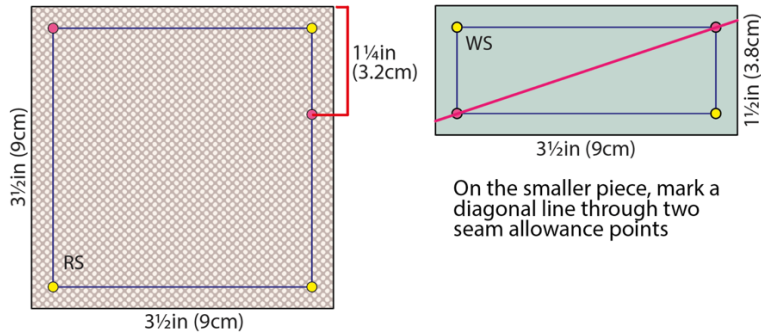 1¼in
(3.2cm)
3½in (9cm)
RS
3½in (9cm)
WS
1½in (3.8cm)
3½in (9cm)
On the smaller piece, mark a
diagonal line through two
seam allowance points